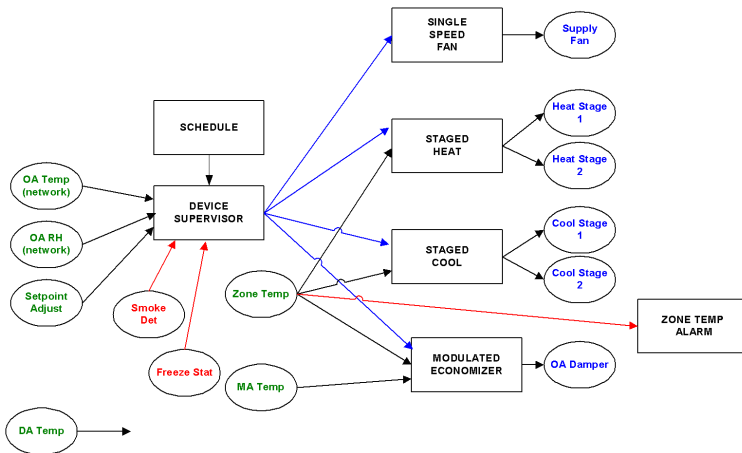 SINGLE
SPEED
FAN
Supply
Fan
SCHEDULE
STAGED
HEAT
Heat Stage
1
Heat Stage
2
OA Temp
(network)
DEVICE
SUPERVISOR
OA RH
(network)
Setpoint
Adjust
STAGED
COOL
Cool Stage
1
Cool Stage
2
Smoke
Det
Zone Temp
ZONE TEMP
ALARM
Freeze Stat
MODULATED
ECONOMIZER
OA Damper
MA Temp
DA Temp